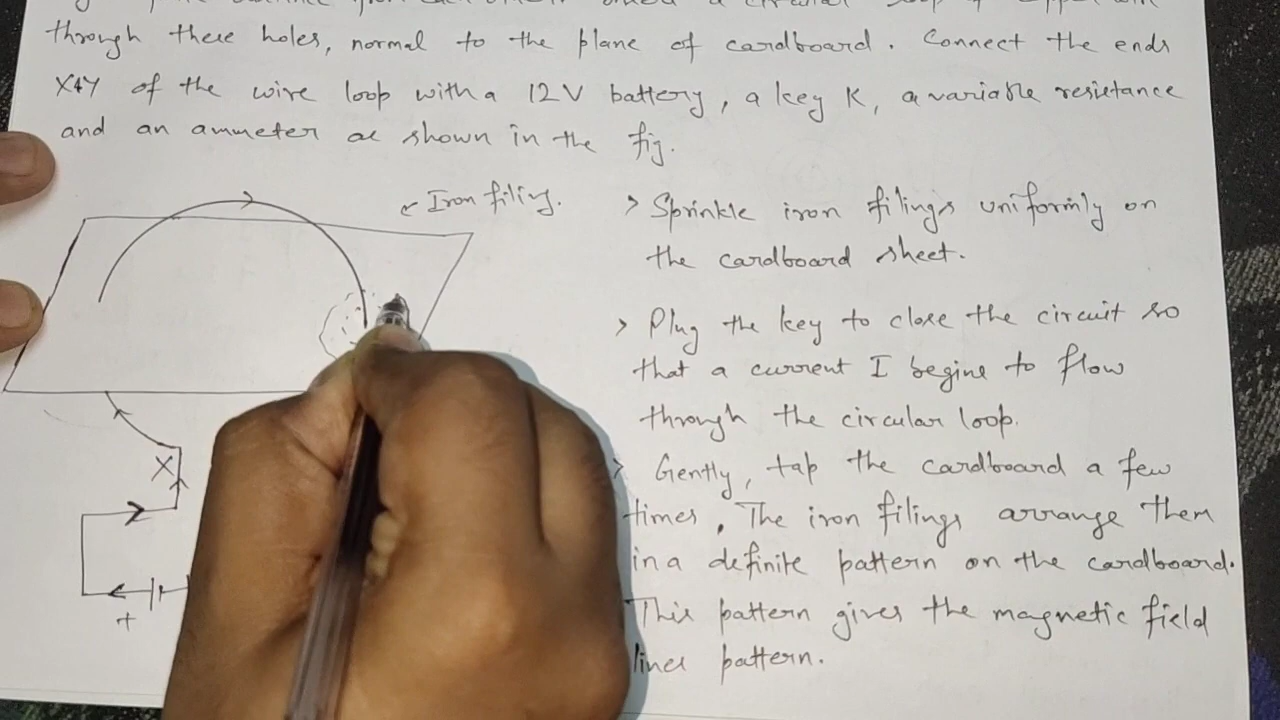 through these holes, normal to the plane of cardboard. Connect the ends
X&Y of the wire loop with a 12V battery, a key K, a variable resistance
and an ammeter as shown in the fig.
Iron filing.
> Sprinkle iron filings uniformly on
the cardboard sheet.
> Plug the key to close the circuit so
that a current I begins to flow
through the circular loop.
> Gently, tap the cardboard a few
times. The iron filings arrange them
in a definite pattern on the cardboard.
This pattern gives the magnetic field
lines pattern.
X
+